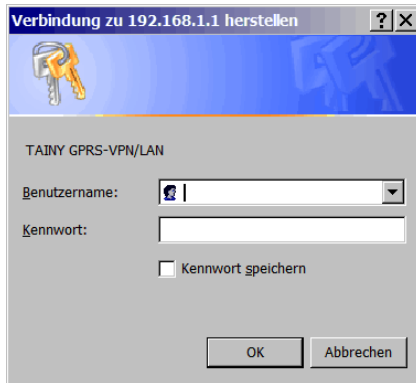 Verbindung zu 192.168.1.1 herstellen
TAINY GPRS-VPN/LAN
Benutzername:
Kennwort:
Kennwort speichern
OK Abbrechen